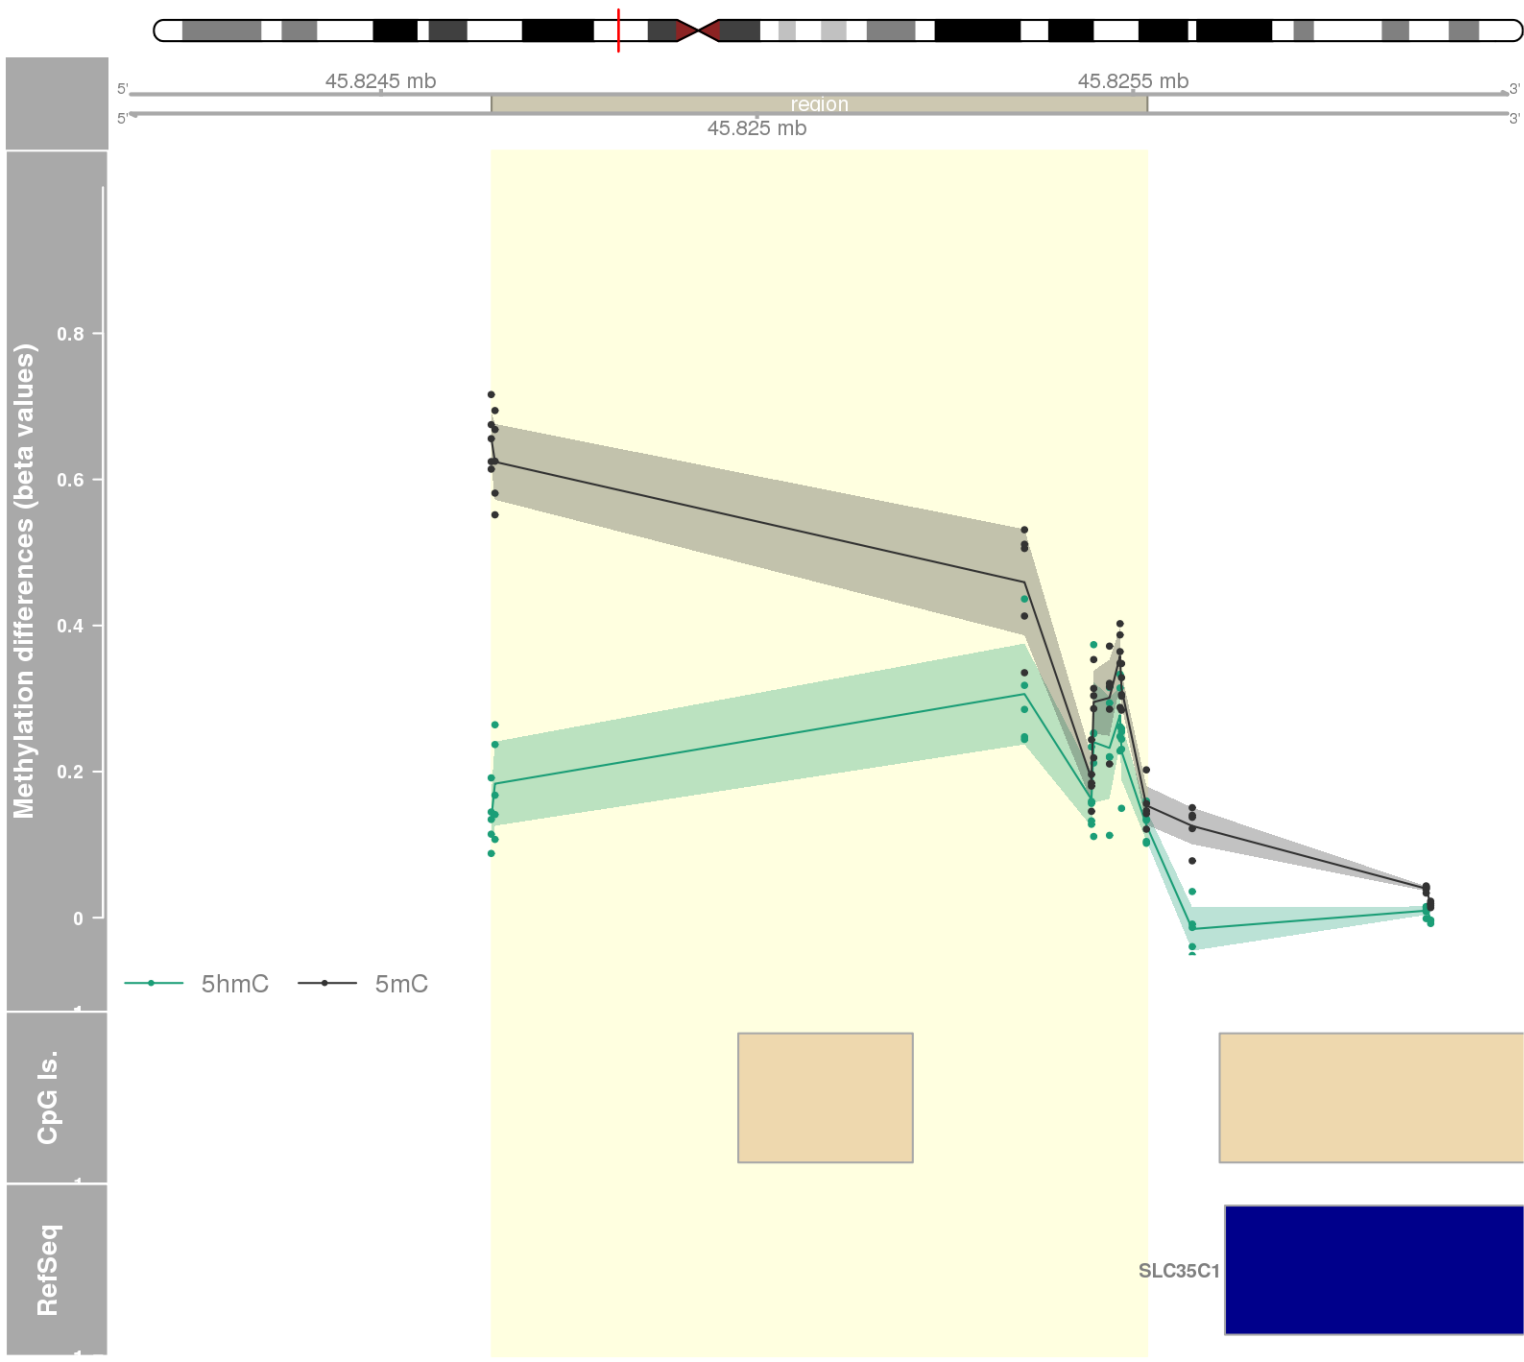 45.8245 mb
45.8255 mb
5'
3'
region
5'
3'
45.825 mb
Methylation differences (beta values)
0.8
0.6
0.4
0.2
0
5hmC
5mC
CpG Is.
RefSeq
SLC35C1